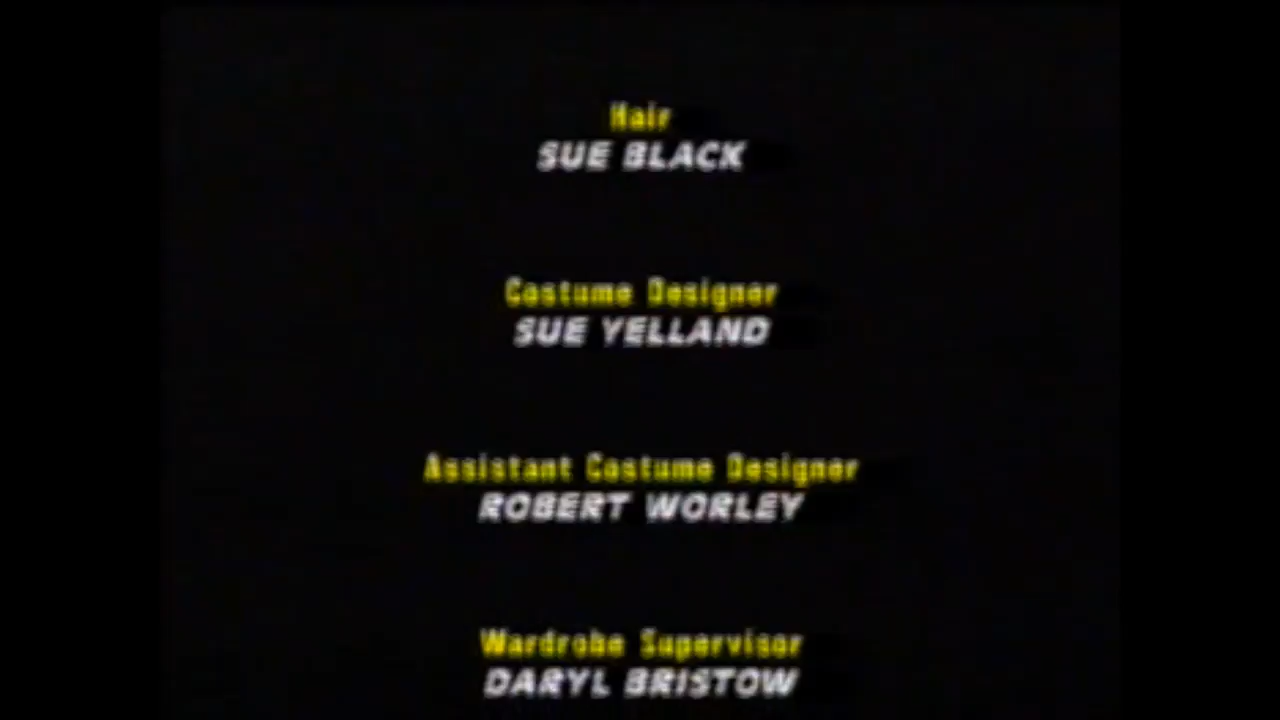 Hair
SUE BLACK
Costume Designer
SUE YELLAND
Assistant Costume Designer
ROBERT WORLEY
Wardrobe Supervisor
DARYL BRISTOW